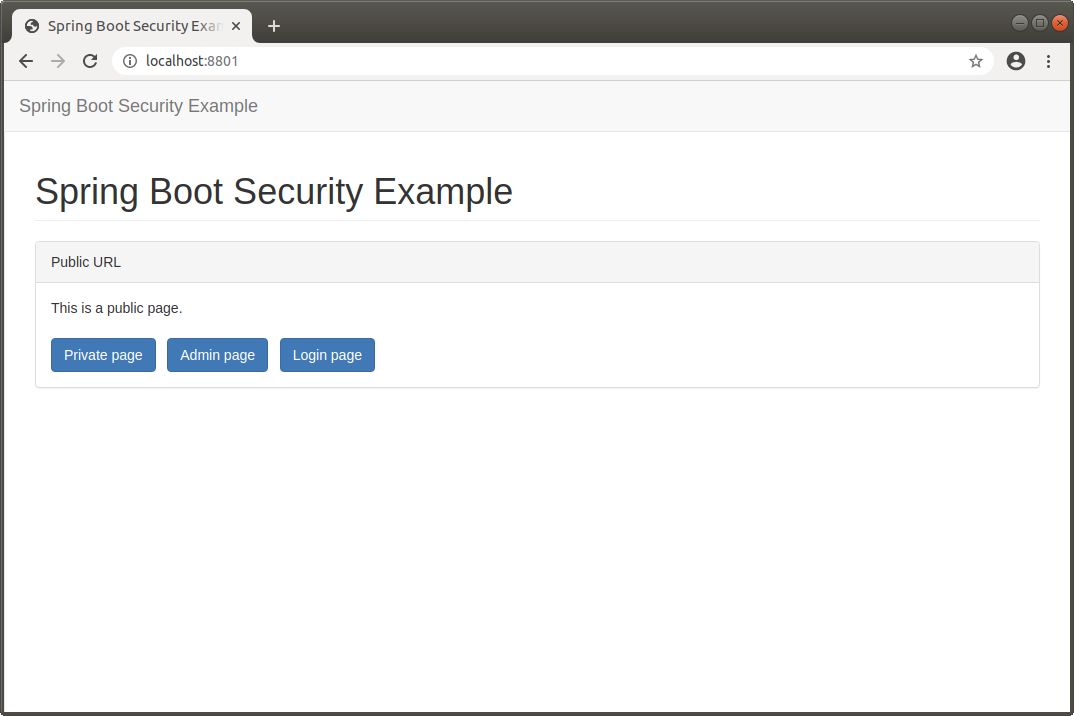 Spring Boot Security Exa
localhost:8801
Spring Boot Security Example
Spring Boot Security Example
Public URL
This is a public page.
Private page Admin page Login page